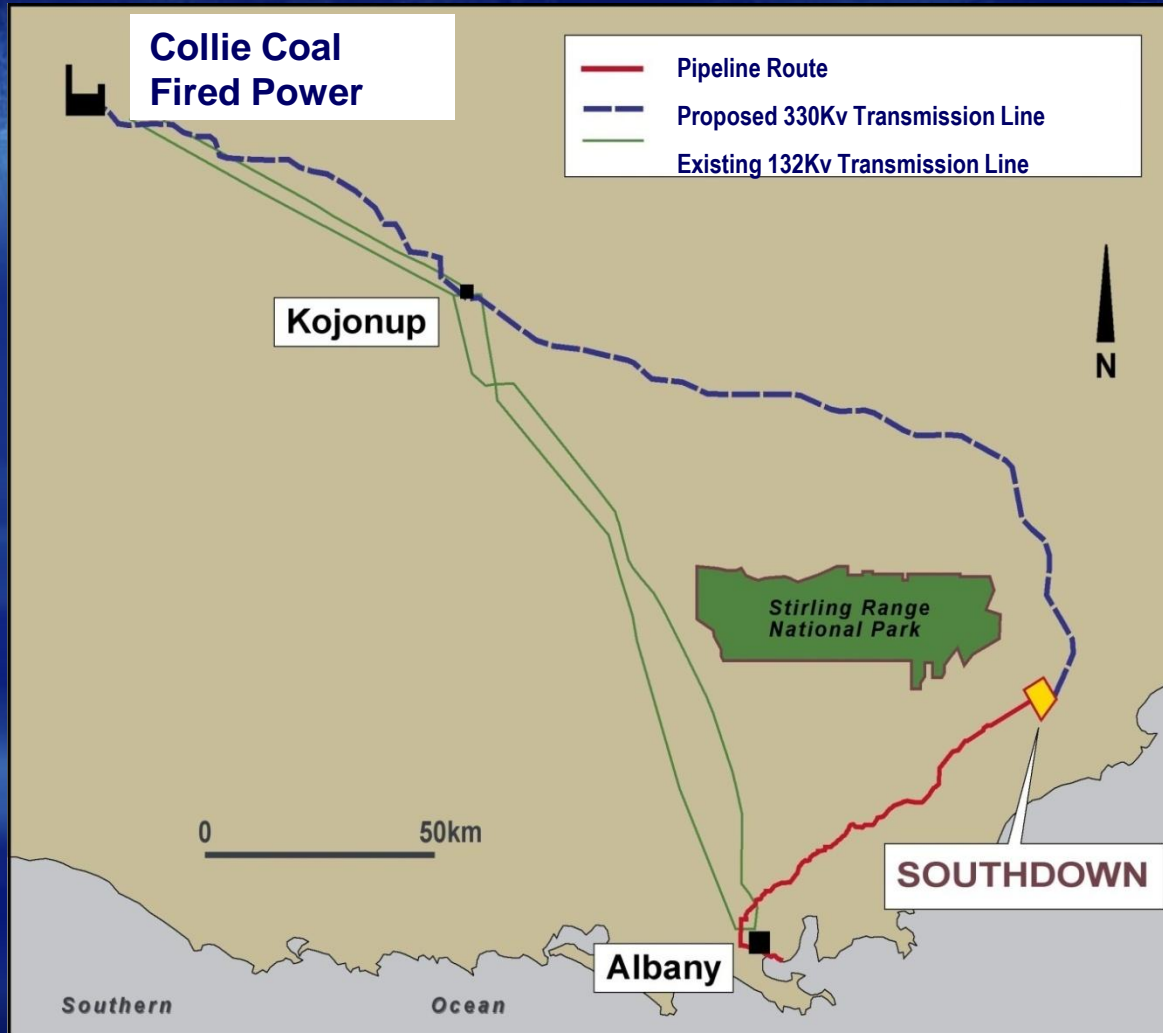 Collie Coal
Fired Power
Pipeline Route
Proposed 330Kv Transmission Line
Existing 132Kv Transmission Line
N
Kojonup
Stirling Range
National Park
0 50km
SOUTHDOWN
Albany
Southern Ocean